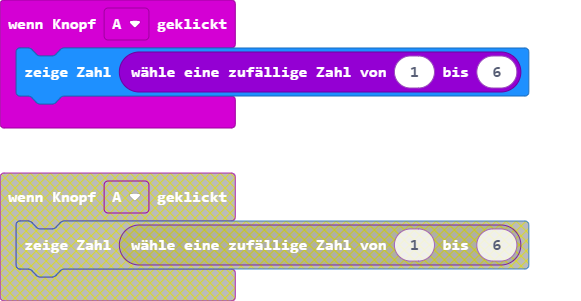 wenn Knopf A geklickt
zeige Zahl wähle eine zufällige Zahl von 1 bis 6
wenn Knopf A geklickt
zeige Zahl wähle eine zufällige Zahl von 1 bis 6